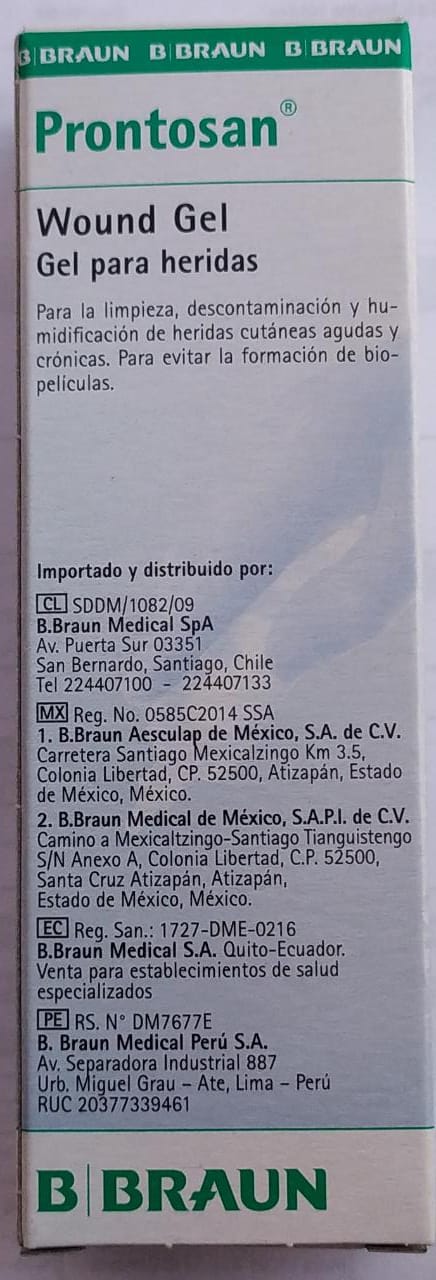 B|BRAUN B|BRAUN B|BRAUN
Prontosan®
Wound Gel
Gel para heridas
Para la limpieza, descontaminación y hu-
midificación de heridas cutáneas agudas y
crónicas. Para evitar la formación de bio-
películas.
Importado y distribuido por:
CL SDDM/1082/09
B.Braun Medical SpA
Av. Puerta Sur 03351
San Bernardo, Santiago, Chile
Tel 224407100 - 224407133
MX Reg. No. 0585C2014 SSA
1. B.Braun Aesculap de México, S.A. de C.V.
Carretera Santiago Mexicalzingo Km 3.5,
Colonia Libertad, CP. 52500, Atizapán, Estado
de México, México.
2. B.Braun Medical de México, S.A.P.I. de C.V.
Camino a Mexicaltzingo-Santiago Tianguistengo
S/N Anexo A, Colonia Libertad, C.P. 52500,
Santa Cruz Atizapán, Atizapán,
Estado de México, México.
EC Reg. San.: 1727-DME-0216
B.Braun Medical S.A. Quito-Ecuador.
Venta para establecimientos de salud
especializados
PE RS. N° DM7677E
B. Braun Medical Perú S.A.
Av. Separadora Industrial 887
Urb. Miguel Grau – Ate, Lima – Perú
RUC 20377339461
B|BRAUN